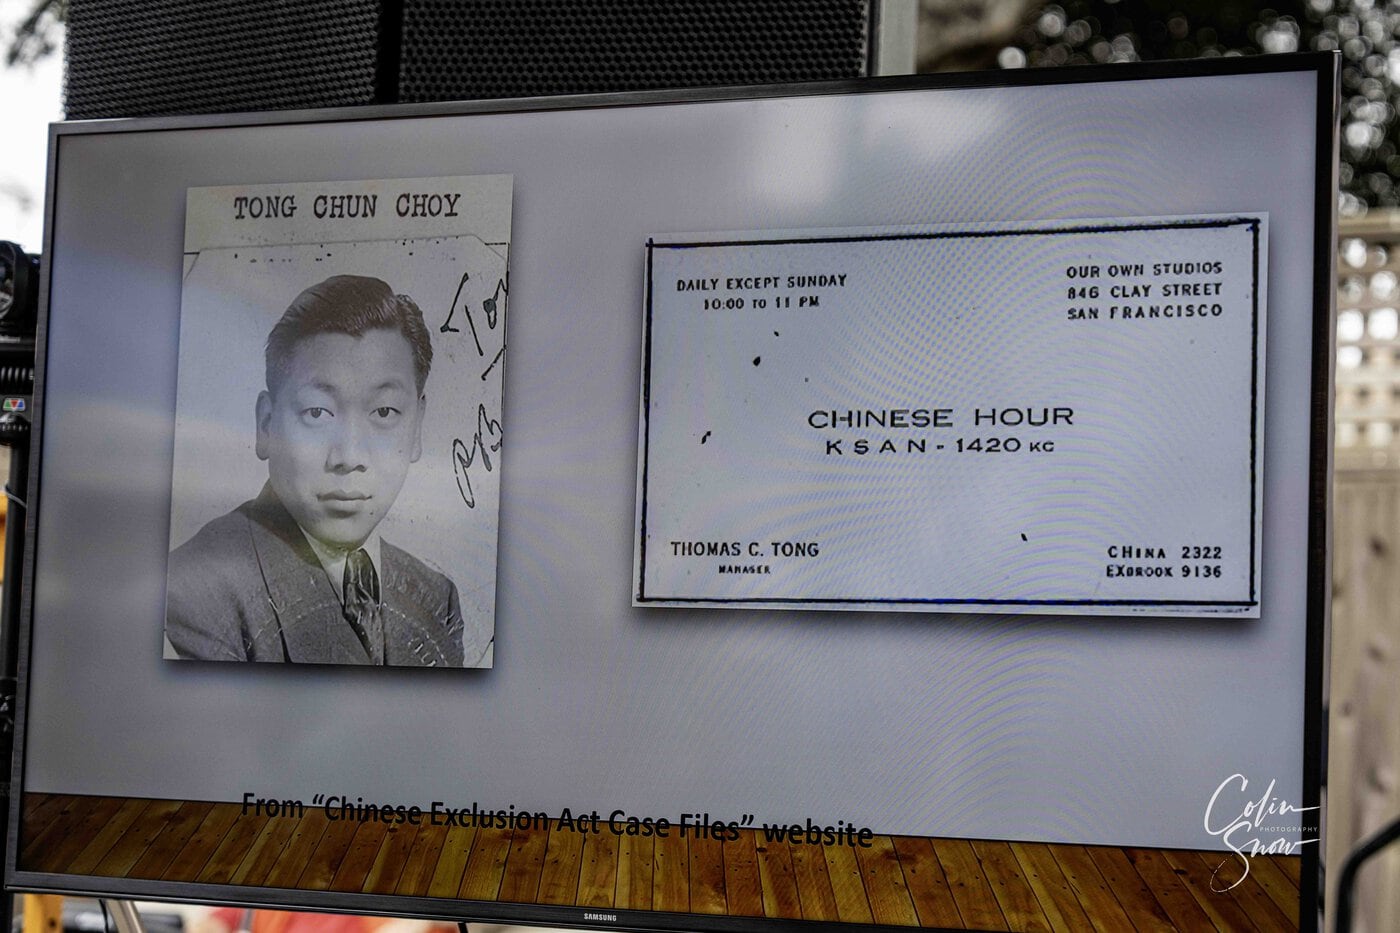 TONG CHUN CHOY
DAILY EXCEPT SUNDAY
10:00 TO 11 PM
OUR OWN STUDIOS
846 CLAY STREET
SAN FRANCISCO
CHINESE HOUR
KSAN - 1420 KC
THOMAS C. TONG
MANAGER
CHINA 2322
EXBROOK 9136
From “Chinese Exclusion Act Case Files” website
SAMSUNG
Colin
PHOTOGRAPHY
Snow